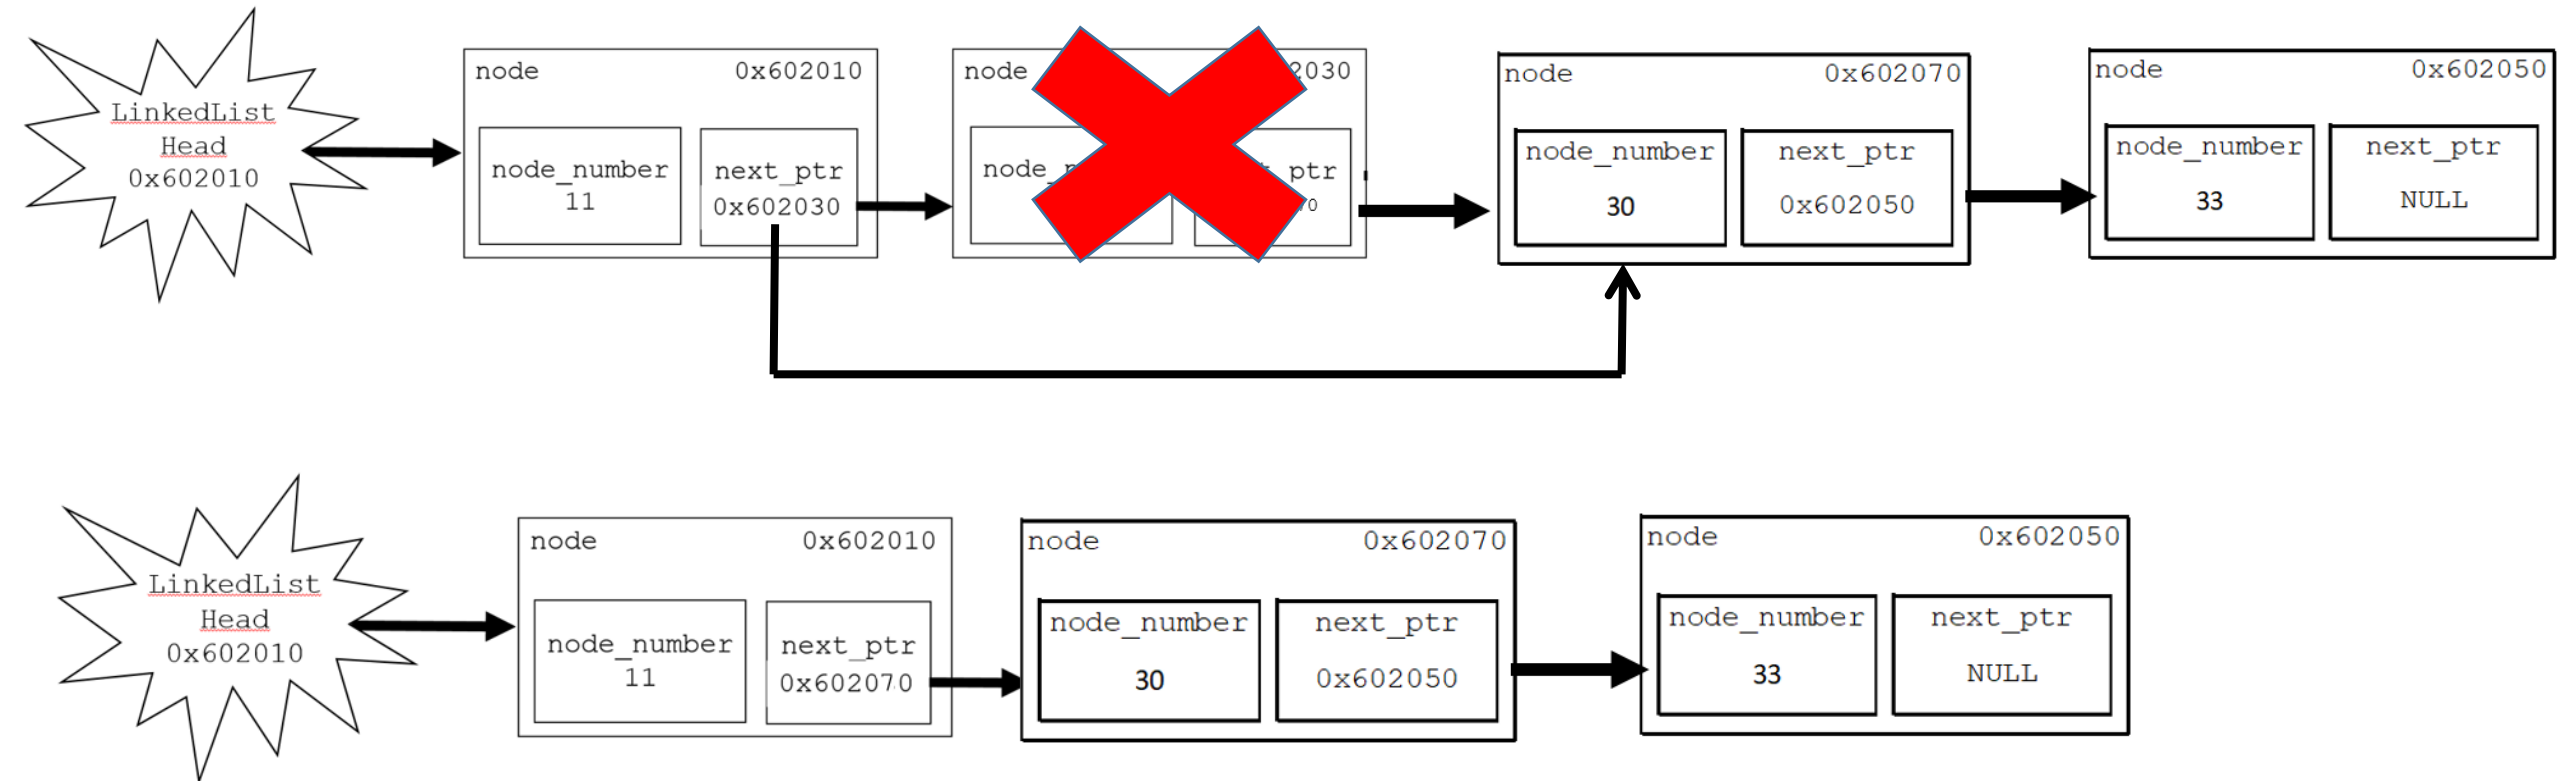 LinkedList
Head
0x602010
node 0x602010
node_number
11
next_ptr
0x602030
node 2030
ptr
node 0x602070
node_number
30
next_ptr
0x602050
node 0x602050
node_number
33
next_ptr
NULL
LinkedList
Head
0x602010
node 0x602010
node_number
11
next_ptr
0x602070
node 0x602070
node_number
30
next_ptr
0x602050
node 0x602050
node_number
33
next_ptr
NULL